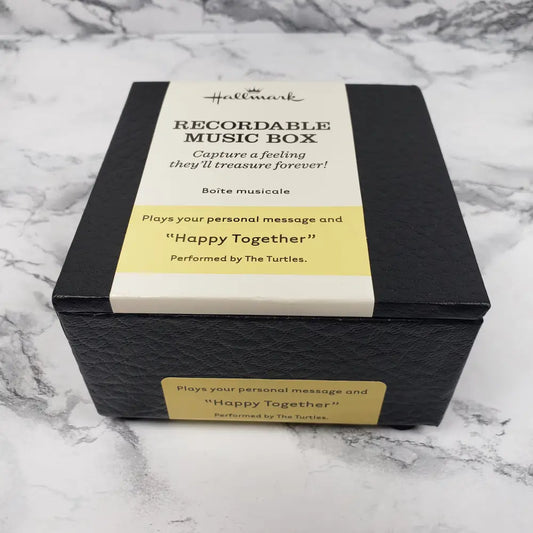 Hallmark
RECORDABLE
MUSIC BOX
Capture a feeling
they'll treasure forever!
Boîte musicale
Plays your personal message and
"Happy Together"
Performed by The Turtles.
Plays your personal message and
"Happy Together"
Performed by The Turtles.